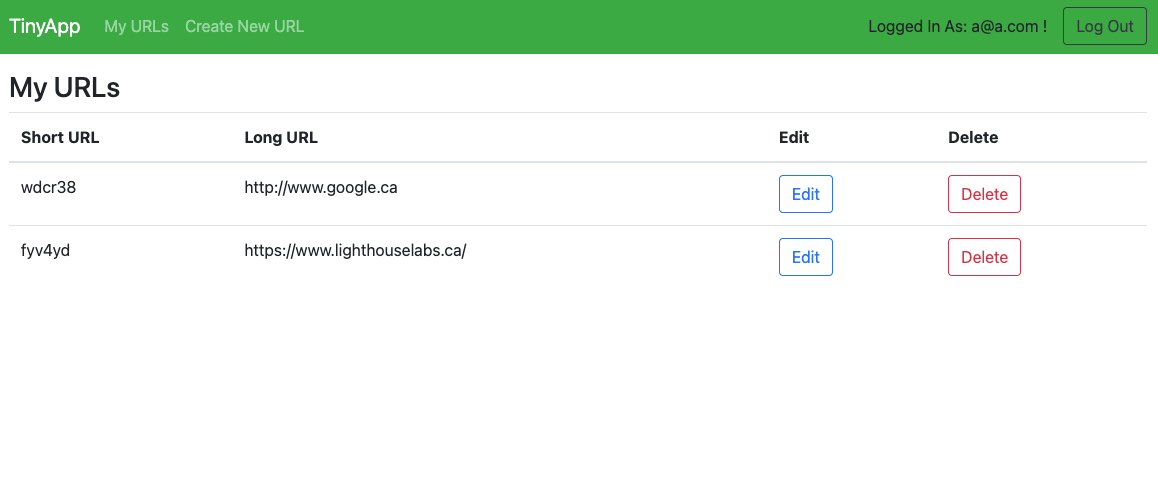 TinyApp My URLs Create New URL Logged In As: a@a.com ! Log Out
My URLs
Short URL Long URL Edit Delete
wdcr38 http://www.google.ca Edit Delete
fyv4yd https://www.lighthouselabs.ca/ Edit Delete